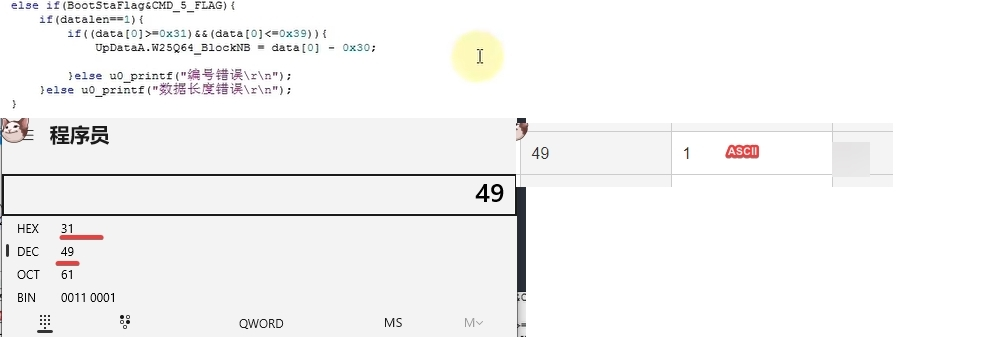 else if(BootStaFlag&CMD_5_FLAG){
if(datalen==1){
if((data[0]>=0x31)&&(data[0]<=0x39)){
UpDataA.W25Q64_BlockNB = data[0] - 0x30;
}else u0_printf("编号错误\r\n");
}else u0_printf("数据长度错误\r\n");
}
程序员
49
HEX 31
DEC 49
OCT 61
BIN 0011 0001
QWORD MS M
49 1 ASCII